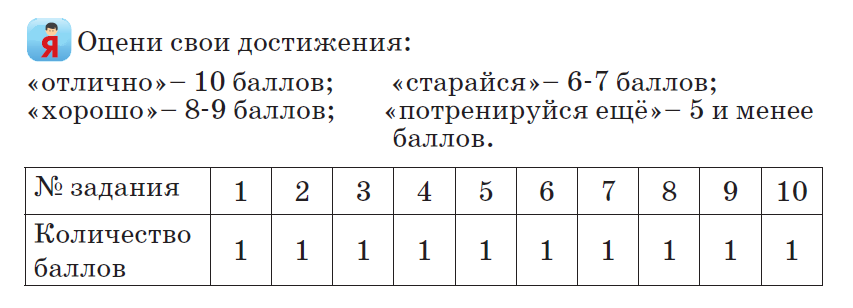 Я Оцени свои достижения:
«отлично» – 10 баллов; «старайся» – 6-7 баллов;
«хорошо» – 8-9 баллов; «потренируйся ещё» – 5 и менее
баллов.
№ задания 1 2 3 4 5 6 7 8 9 10
Количество
баллов 1 1 1 1 1 1 1 1 1 1